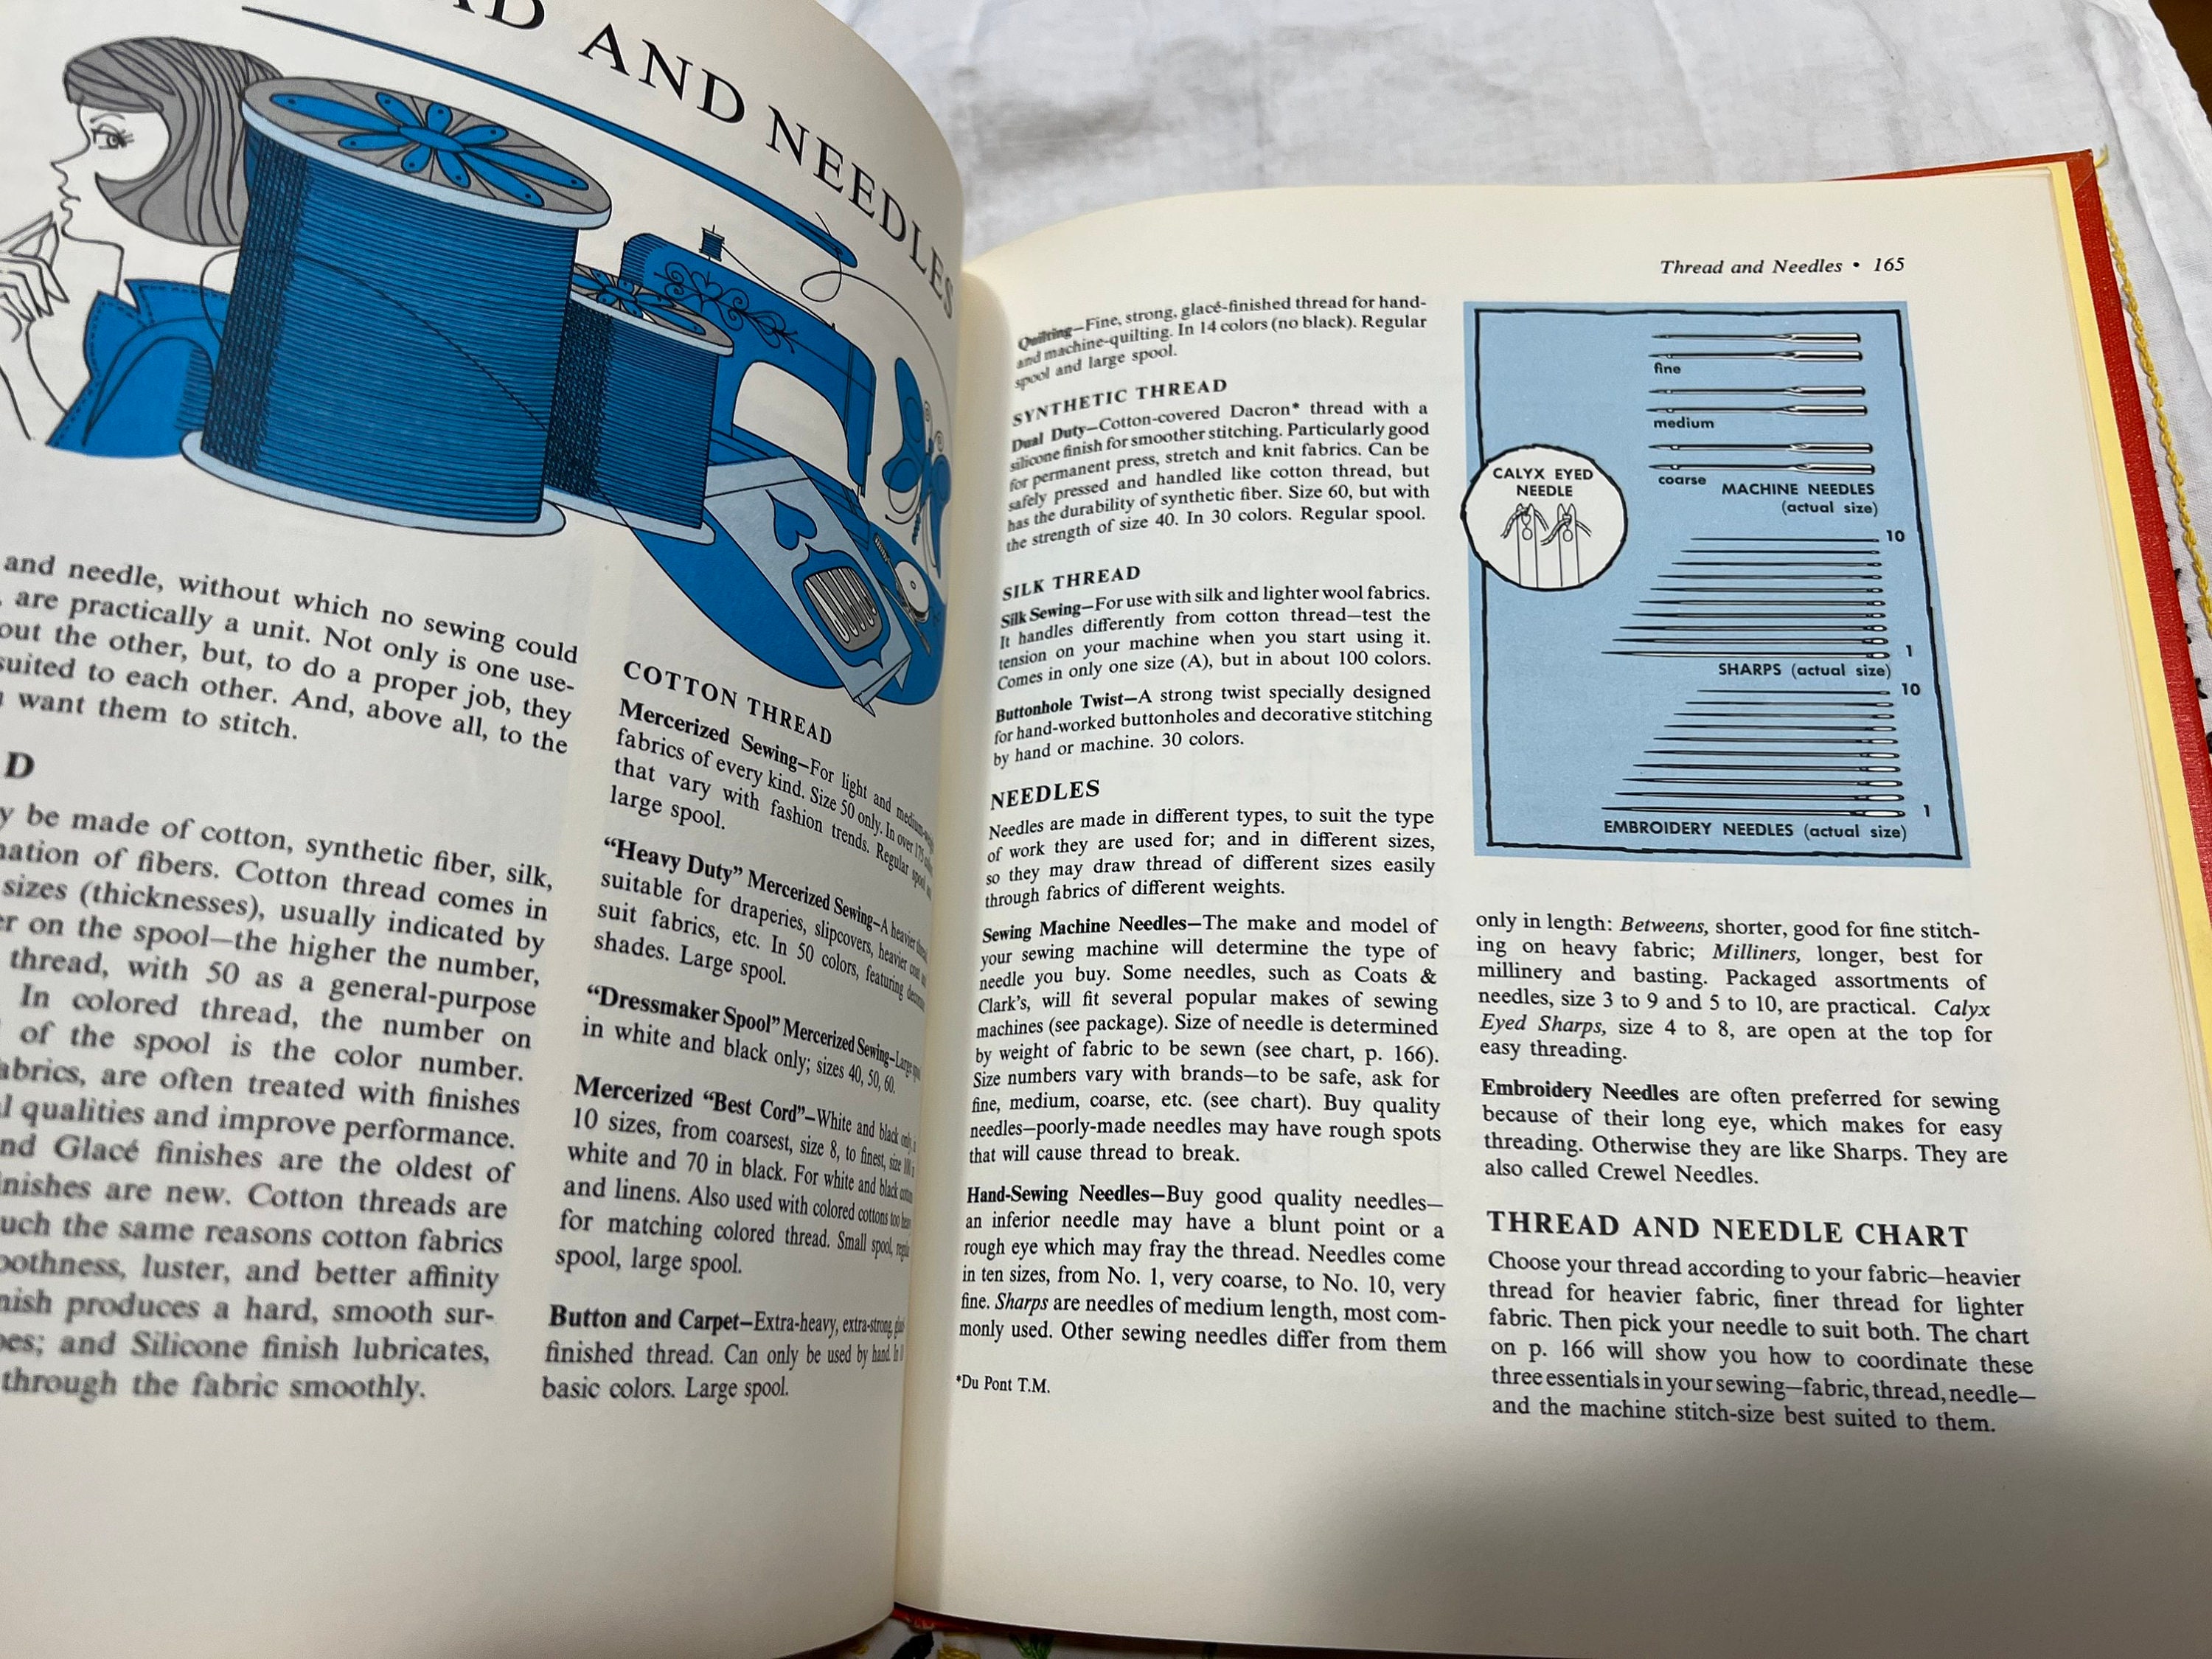 AND NEEDLES
and needle, without which no sewing could
are practically a unit. Not only is one use-
out the other, but, to do a proper job, they
suited to each other. And, above all, to the
want them to stitch.
D
be made of cotton, synthetic fiber, silk,
nation of fibers. Cotton thread comes in
sizes (thicknesses), usually indicated by
er on the spool—the higher the number,
thread, with 50 as a general-purpose
In colored thread, the number on
of the spool is the color number.
abrics, are often treated with finishes
l qualities and improve performance.
nd Glacé finishes are the oldest of
inishes are new. Cotton threads are
uch the same reasons cotton fabrics
oothness, luster, and better affinity
nish produces a hard, smooth sur-
es; and Silicone finish lubricates,
through the fabric smoothly.
COTTON THREAD
Mercerized Sewing—For light and medium-
fabrics of every kind. Size 50 only. In over 175
that vary with fashion trends. Regular spool
large spool.
"Heavy Duty" Mercerized Sewing—A heavier thread,
suitable for draperies, slipcovers, heavier coat and
suit fabrics, etc. In 50 colors, featuring
shades. Large spool.
"Dressmaker Spool" Mercerized Sewing—Large
in white and black only; sizes 40, 50, 60.
Mercerized "Best Cord"—White and black only,
10 sizes, from coarsest, size 8, to finest, size 100
white and 70 in black. For white and black
and linens. Also used with colored cottons too
for matching colored thread. Small spool,
spool, large spool.
Button and Carpet—Extra-heavy, extra-strong,
finished thread. Can only be used by hand. In
basic colors. Large spool.
Thread and Needles • 165
Quilting—Fine, strong, glacé-finished thread for hand-
and machine-quilting. In 14 colors (no black). Regular
spool and large spool.
SYNTHETIC THREAD
Dual Duty—Cotton-covered Dacron* thread with a
silicone finish for smoother stitching. Particularly good
for permanent press, stretch and knit fabrics. Can be
safely pressed and handled like cotton thread, but
has the durability of synthetic fiber. Size 60, but with
the strength of size 40. In 30 colors. Regular spool.
SILK THREAD
Silk Sewing—For use with silk and lighter wool fabrics.
It handles differently from cotton thread—test the
tension on your machine when you start using it.
Comes in only one size (A), but in about 100 colors.
Buttonhole Twist—A strong twist specially designed
for hand-worked buttonholes and decorative stitching
by hand or machine. 30 colors.
NEEDLES
Needles are made in different types, to suit the type
of work they are used for; and in different sizes,
so they may draw thread of different sizes easily
through fabrics of different weights.
Sewing Machine Needles—The make and model of
your sewing machine will determine the type of
needle you buy. Some needles, such as Coats &
Clark's, will fit several popular makes of sewing
machines (see package). Size of needle is determined
by weight of fabric to be sewn (see chart, p. 166).
Size numbers vary with brands—to be safe, ask for
fine, medium, coarse, etc. (see chart). Buy quality
needles—poorly-made needles may have rough spots
that will cause thread to break.
Hand-Sewing Needles—Buy good quality needles—
an inferior needle may have a blunt point or a
rough eye which may fray the thread. Needles come
in ten sizes, from No. 1, very coarse, to No. 10, very
fine. Sharps are needles of medium length, most com-
monly used. Other sewing needles differ from them
*Du Pont T.M.
fine
medium
coarse
MACHINE NEEDLES
(actual size)
CALYX EYED
NEEDLE
10
1
SHARPS (actual size)
10
1
EMBROIDERY NEEDLES (actual size)
only in length: Betweens, shorter, good for fine stitch-
ing on heavy fabric; Milliners, longer, best for
millinery and basting. Packaged assortments of
needles, size 3 to 9 and 5 to 10, are practical. Calyx
Eyed Sharps, size 4 to 8, are open at the top for
easy threading.
Embroidery Needles are often preferred for sewing
because of their long eye, which makes for easy
threading. Otherwise they are like Sharps. They are
also called Crewel Needles.
THREAD AND NEEDLE CHART
Choose your thread according to your fabric—heavier
thread for heavier fabric, finer thread for lighter
fabric. Then pick your needle to suit both. The chart
on p. 166 will show you how to coordinate these
three essentials in your sewing—fabric, thread, needle—
and the machine stitch-size best suited to them.